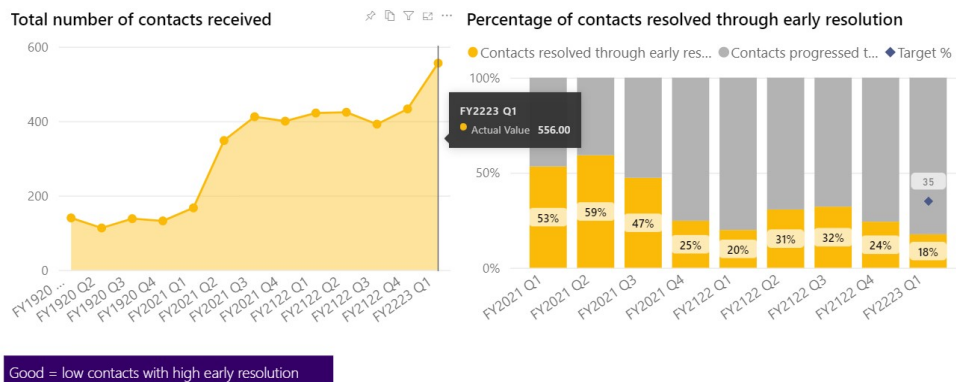 Total number of contacts received
600
400
200
0
FY1920 ...
FY1920 Q2
FY1920 Q3
FY1920 Q4
FY2021 Q1
FY2021 Q2
FY2021 Q3
FY2021 Q4
FY2122 Q1
FY2122 Q2
FY2122 Q3
FY2122 Q4
FY2223 Q1
FY2223 Q1
Actual Value 556.00
Percentage of contacts resolved through early resolution
Contacts resolved through early res... Contacts progressed t... Target %
100%
50%
0%
53%
59%
47%
25%
20%
31%
32%
24%
35
18%
FY2021 Q1
FY2021 Q2
FY2021 Q3
FY2021 Q4
FY2122 Q1
FY2122 Q2
FY2122 Q3
FY2122 Q4
FY2223 Q1
Good = low contacts with high early resolution